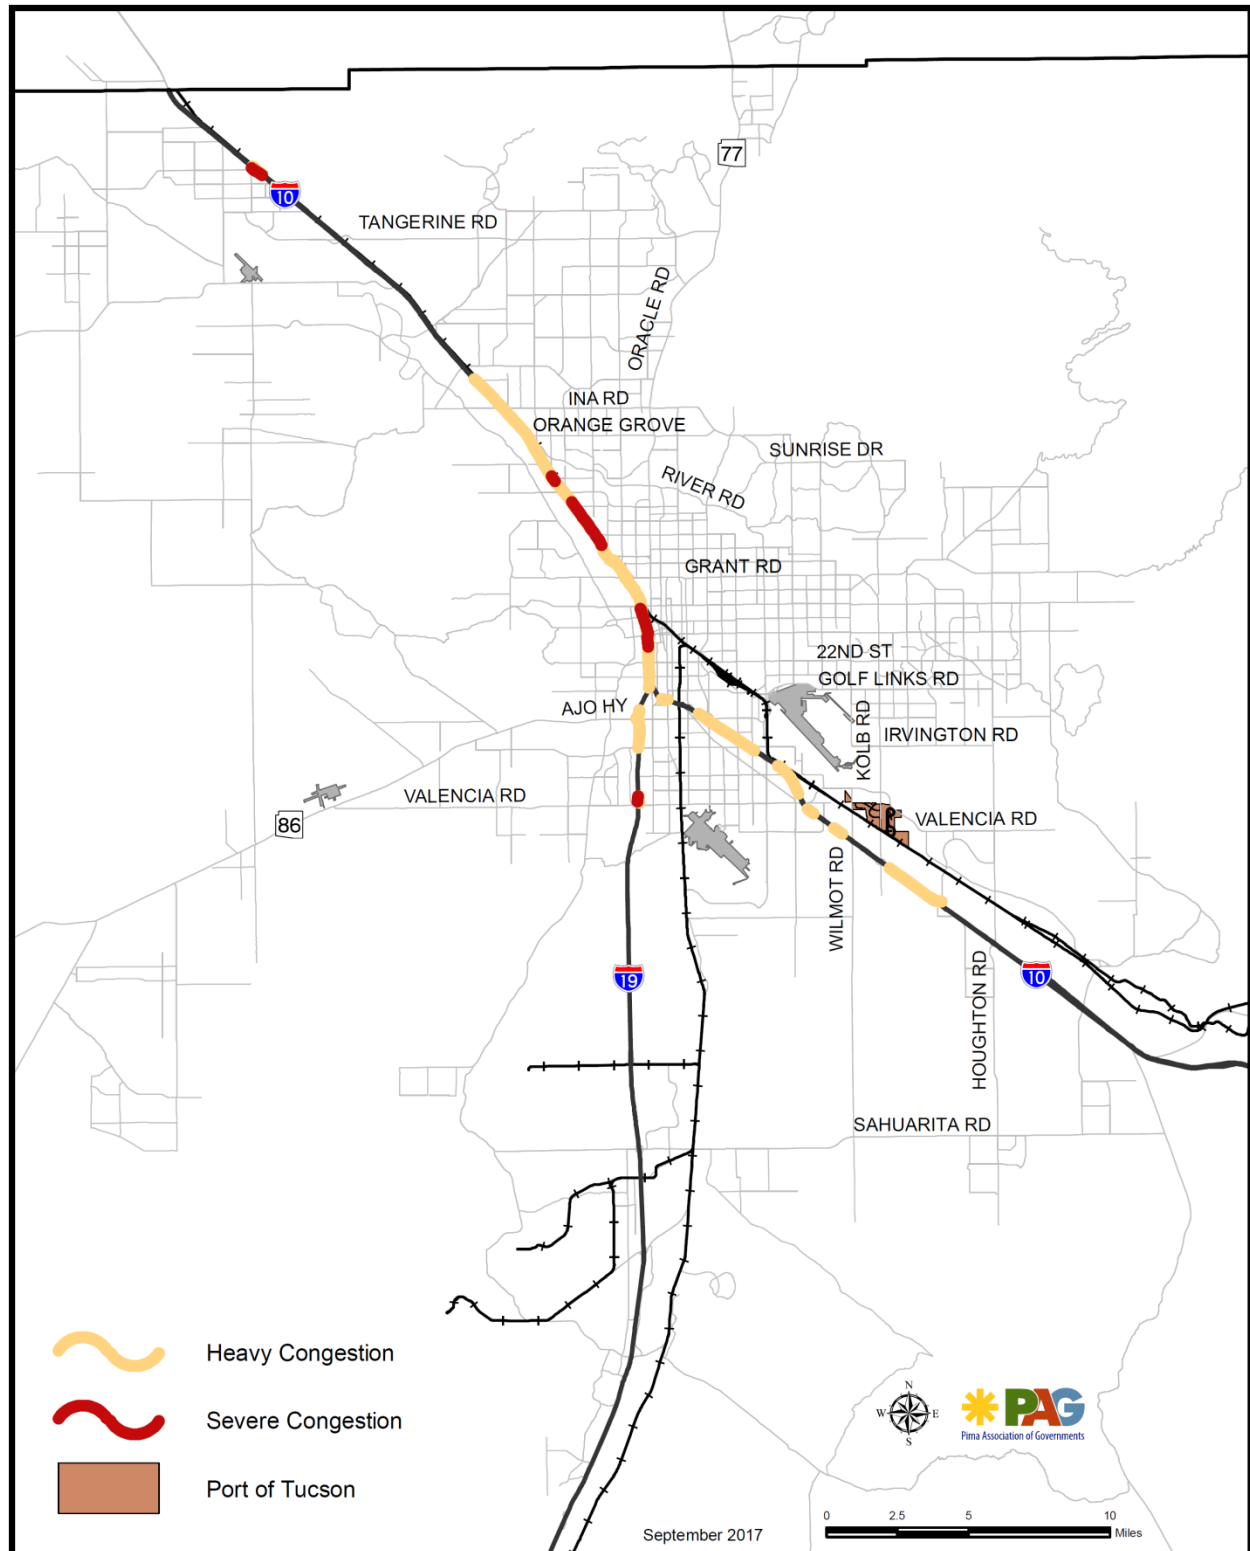 77
10
TANGERINE RD
ORACLE RD
INA RD
ORANGE GROVE
SUNRISE DR
RIVER RD
GRANT RD
22ND ST
GOLF LINKS RD
AJO HY
KOLB RD
IRVINGTON RD
VALENCIA RD
86
VALENCIA RD
WILMOT RD
19
HOUGHTON RD
10
SAHUARITA RD
Heavy Congestion
Severe Congestion
Port of Tucson
N
W E
S
PAG
Pima Association of Governments
0 2.5 5 10
Miles
September 2017